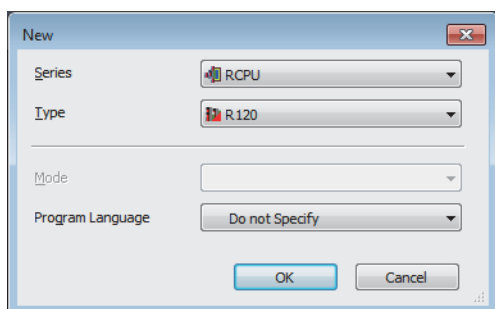 New
Series RCPU
Type R120
Mode
Program Language Do not Specify
OK Cancel